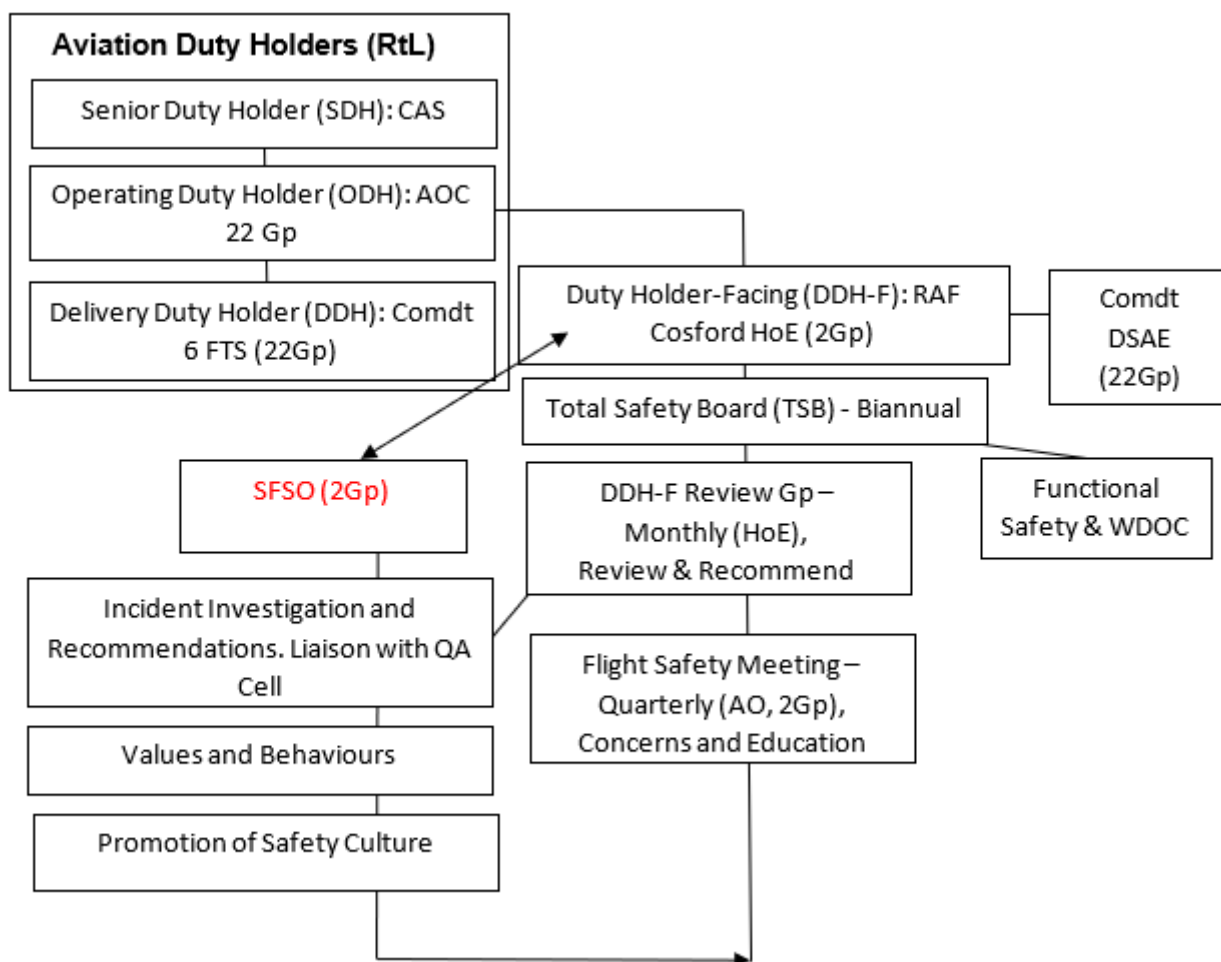 Aviation Duty Holders (RtL)
Senior Duty Holder (SDH): CAS
Operating Duty Holder (ODH): AOC
22 Gp
Delivery Duty Holder (DDH): Comdt
6 FTS (22Gp)
Duty Holder-Facing (DDH-F): RAF
Cosford HoE (2Gp)
Comdt
DSAE
(22Gp)
Total Safety Board (TSB) - Biannual
SFSO (2Gp)
DDH-F Review Gp –
Monthly (HoE),
Review & Recommend
Functional
Safety & WDOC
Incident Investigation and
Recommendations. Liaison with QA
Cell
Flight Safety Meeting –
Quarterly (AO, 2Gp),
Concerns and Education
Values and Behaviours
Promotion of Safety Culture